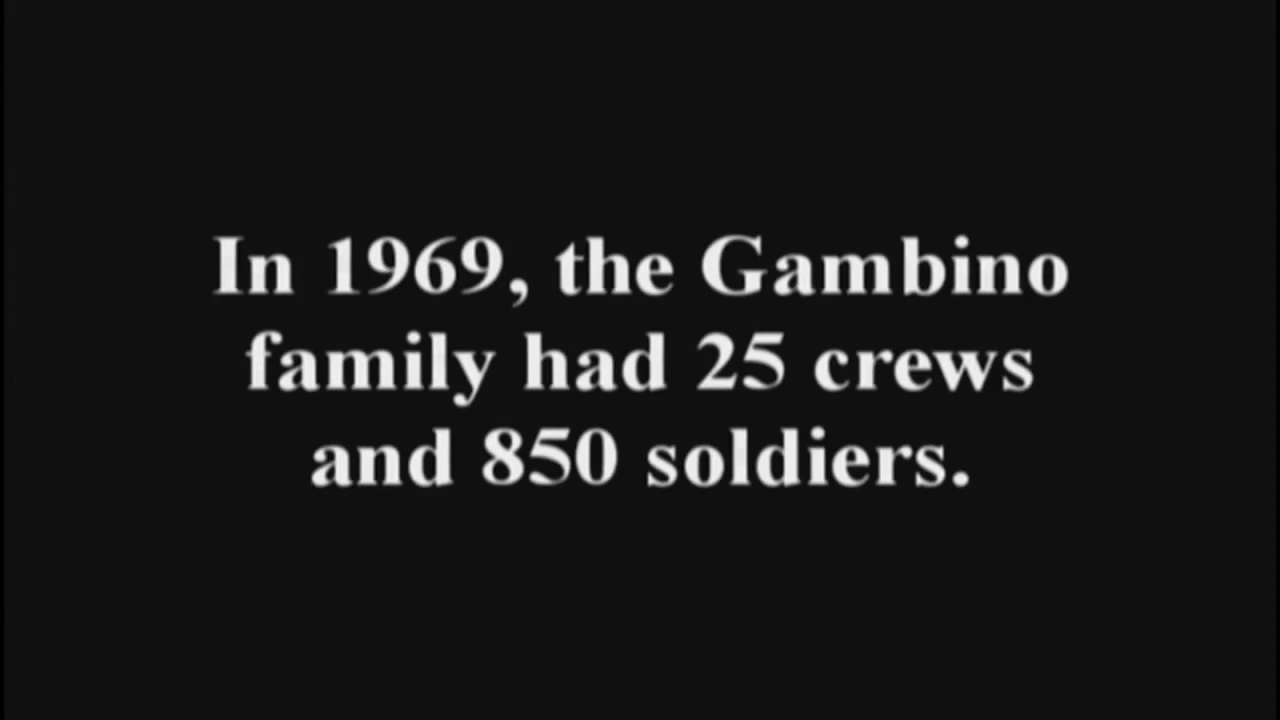 In 1969, the Gambino
family had 25 crews
and 850 soldiers.